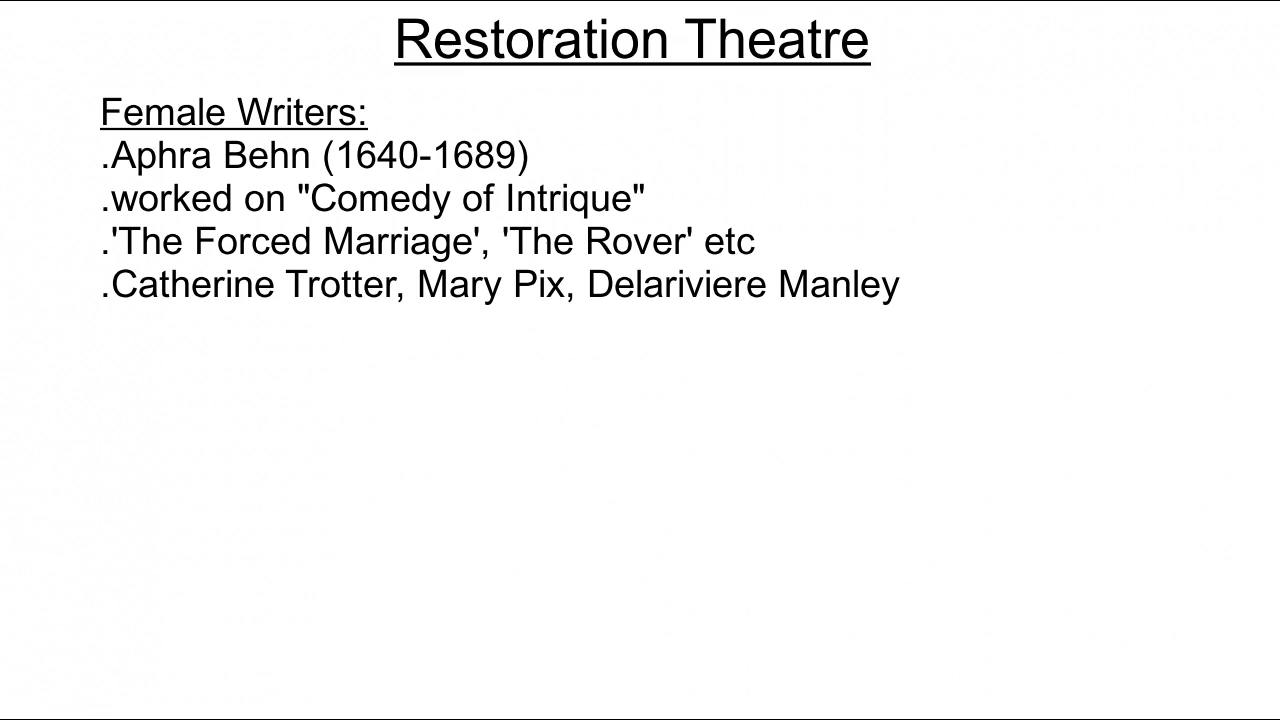 Restoration Theatre
Female Writers:
.Aphra Behn (1640-1689)
.worked on "Comedy of Intrique"
.'The Forced Marriage', 'The Rover' etc
.Catherine Trotter, Mary Pix, Delariviere Manley